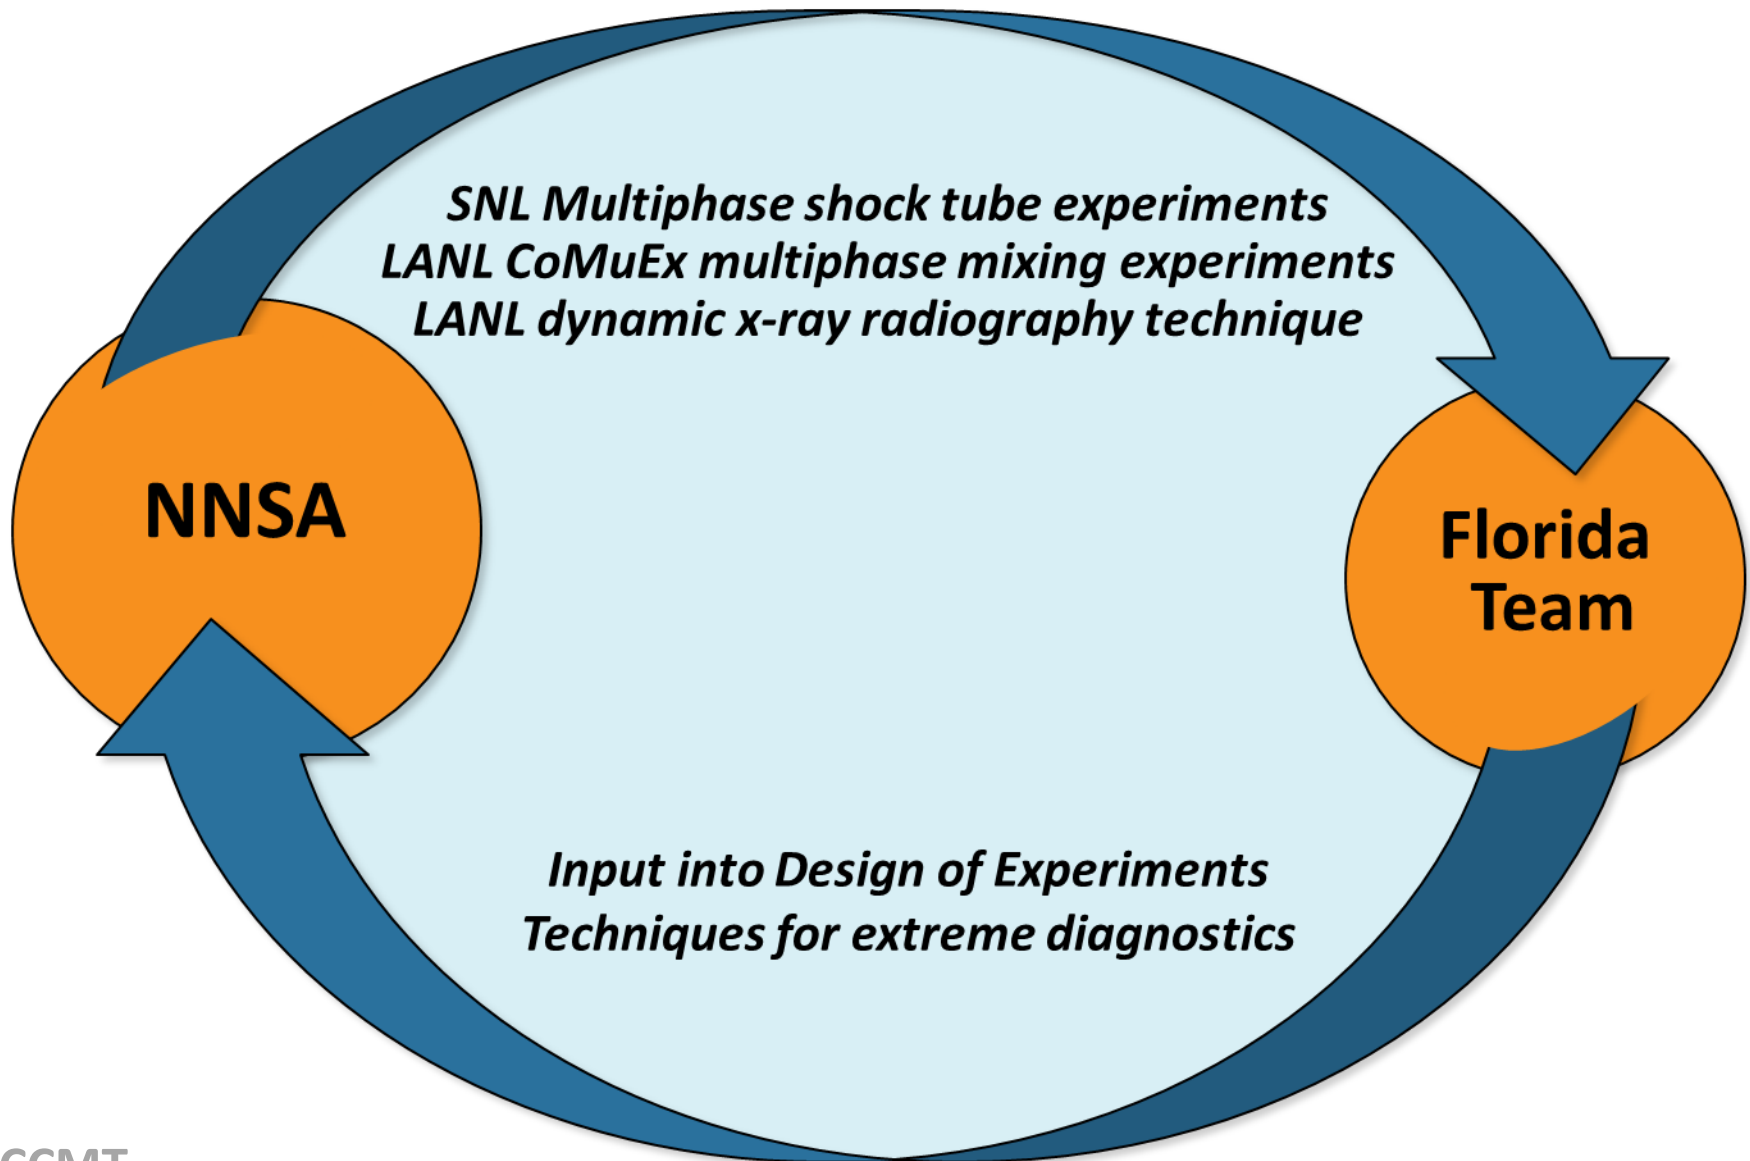 SNL Multiphase shock tube experiments
LANL CoMuEx multiphase mixing experiments
LANL dynamic x-ray radiography technique
NNSA
Florida
Team
Input into Design of Experiments
Techniques for extreme diagnostics
CCMT